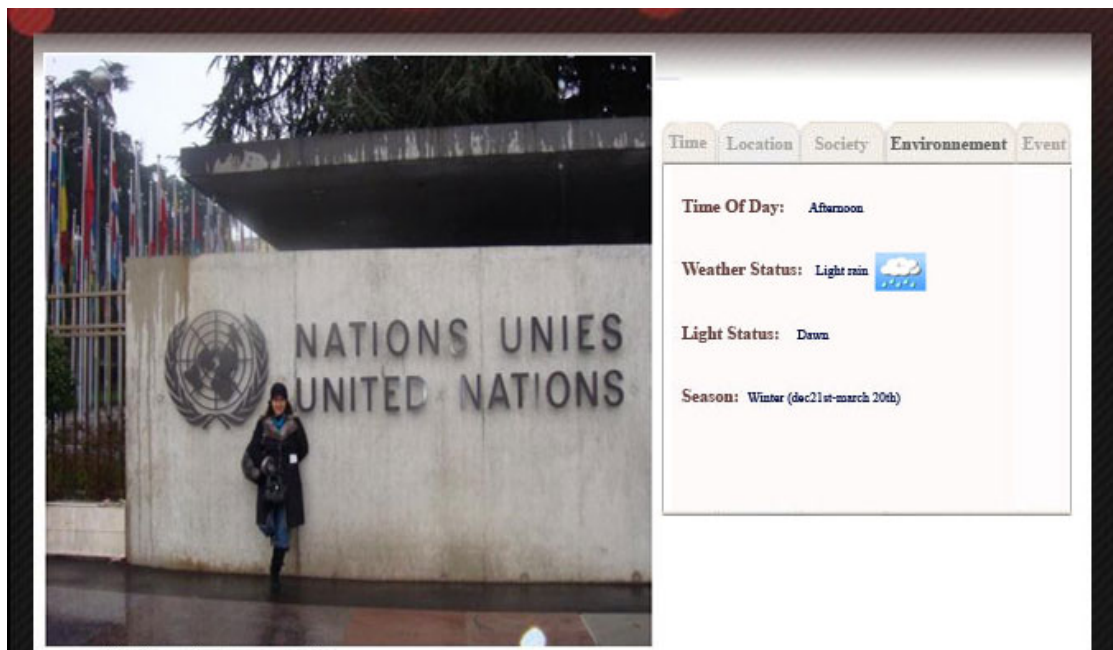 NATIONS UNIES
UNITED NATIONS
Time Location Society Environnement Event
Time Of Day: Afternoon
Weather Status: Light rain
Light Status: Dawn
Season: Winter (dec21st-march 20th)